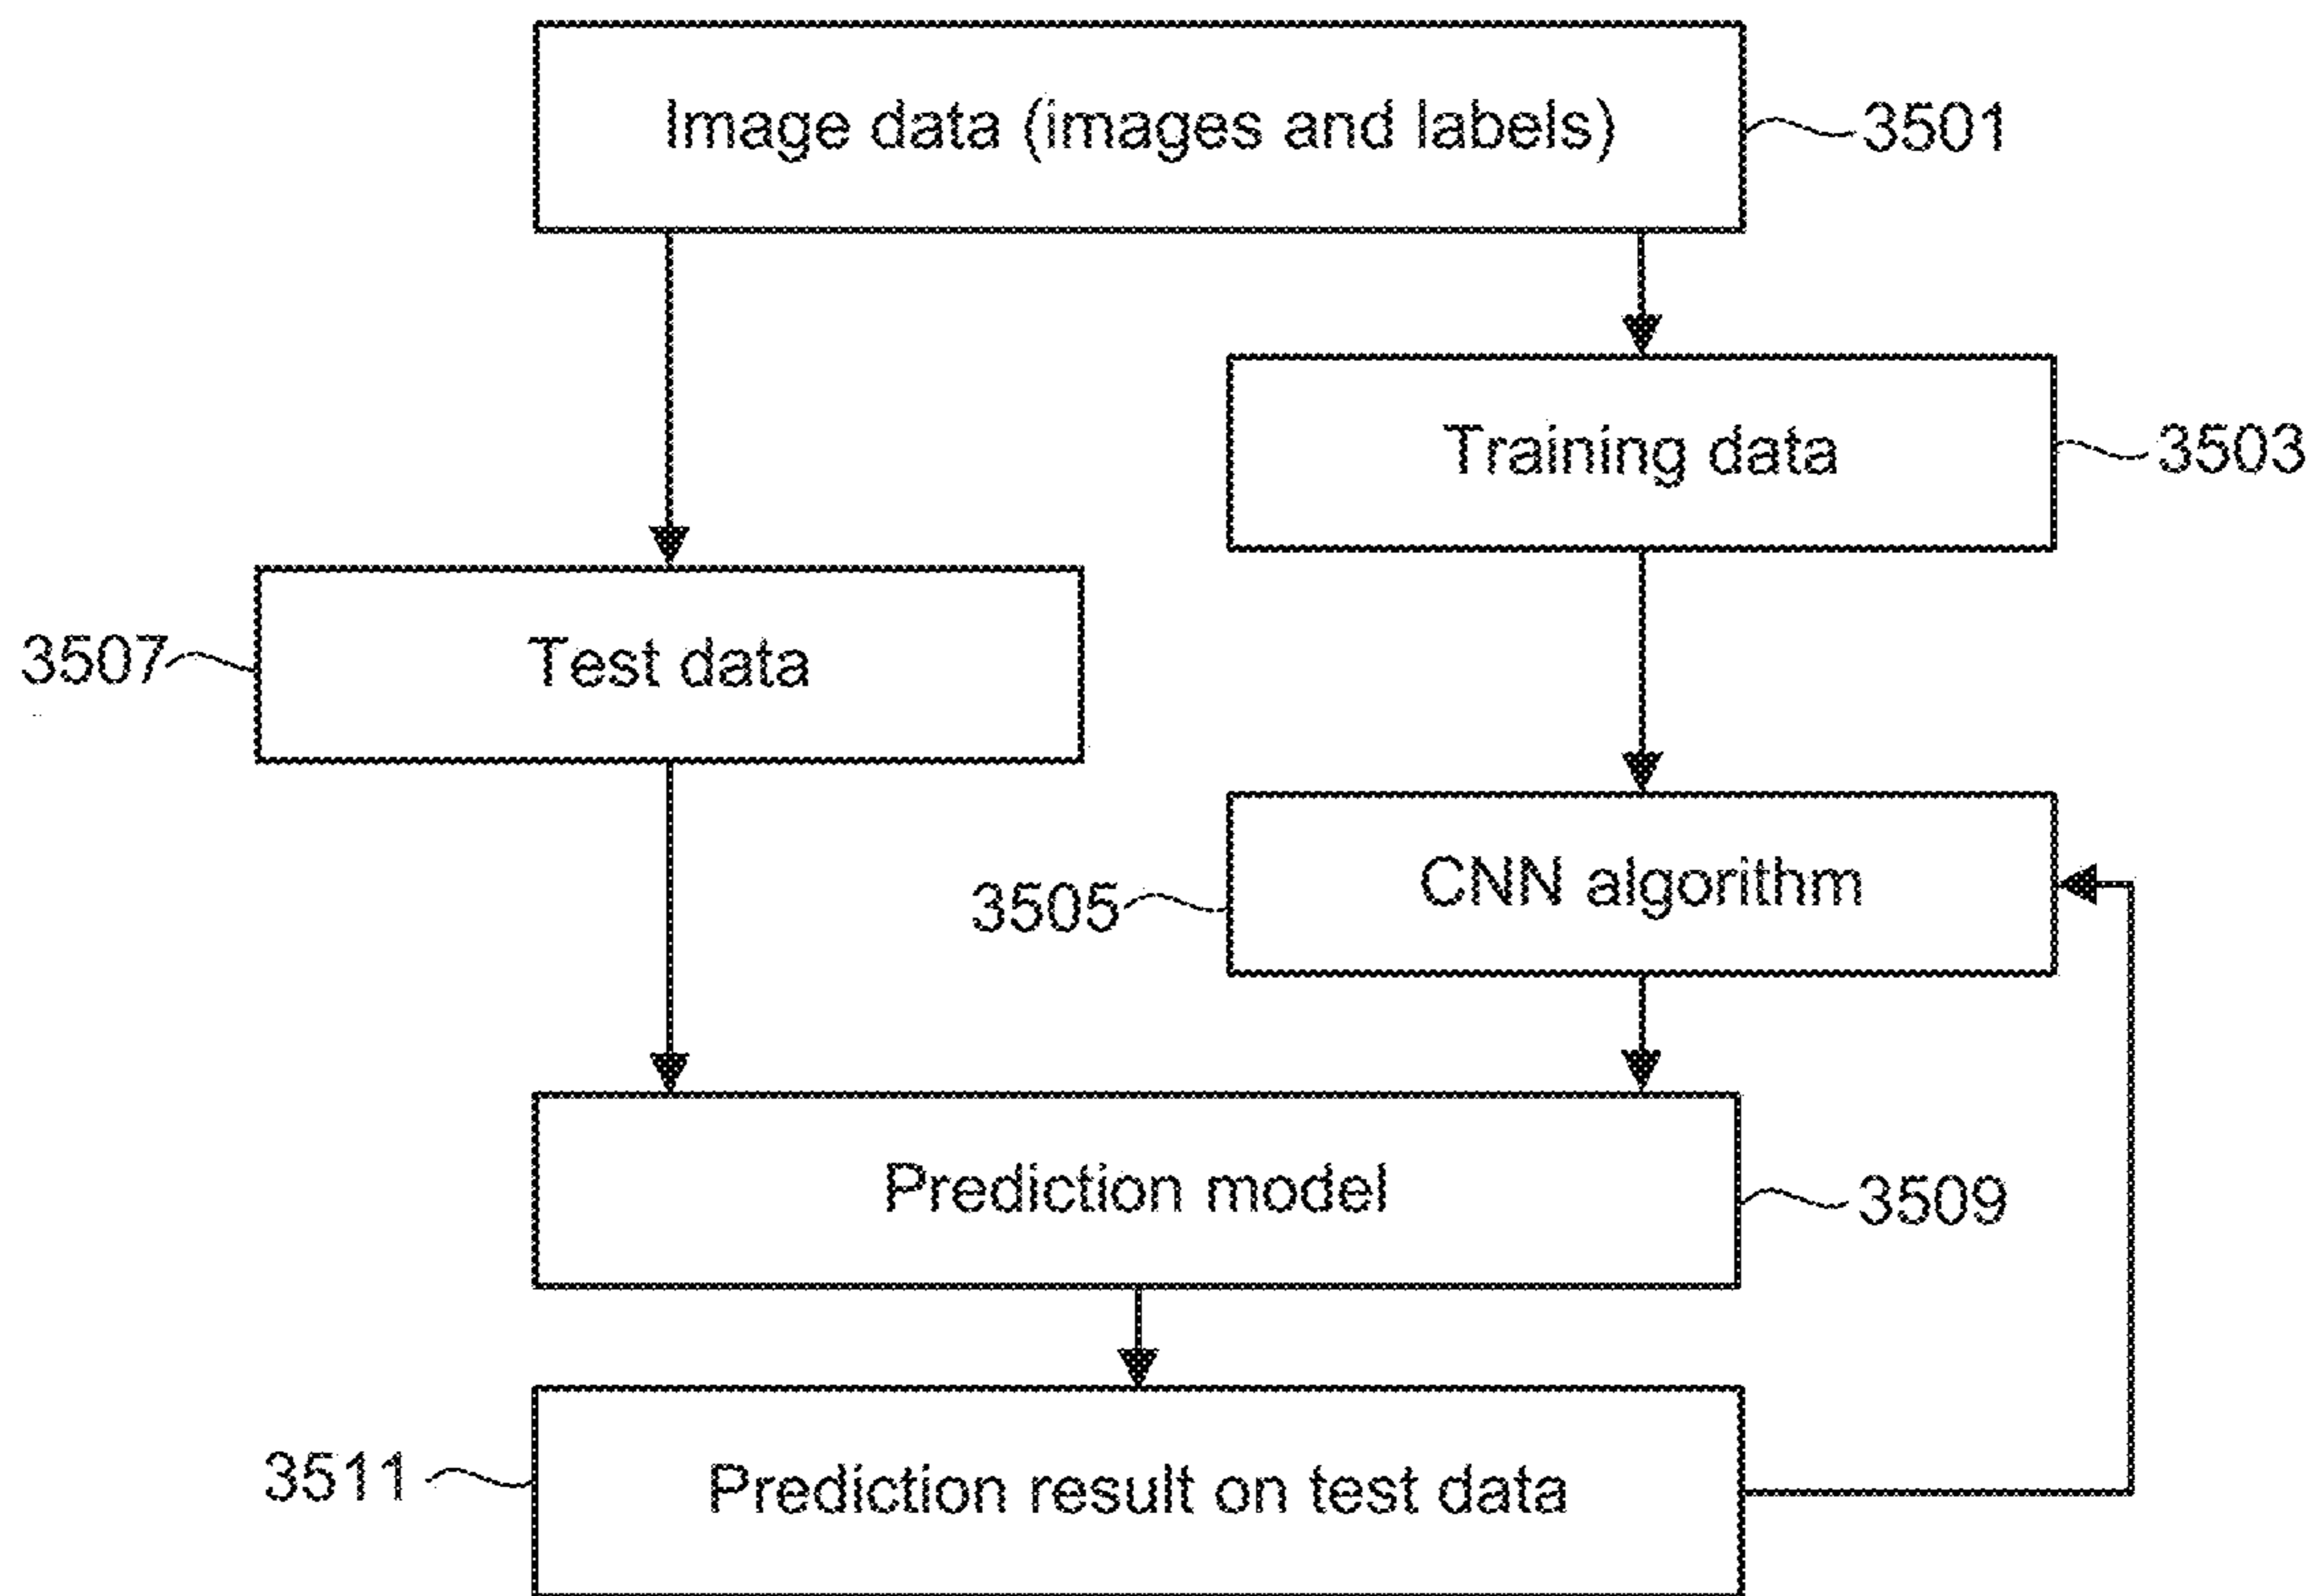 Image data (images and labels)
3501
Training data
3503
3507
Test data
3505
CNN algorithm
Prediction model
3509
3511
Prediction result on test data